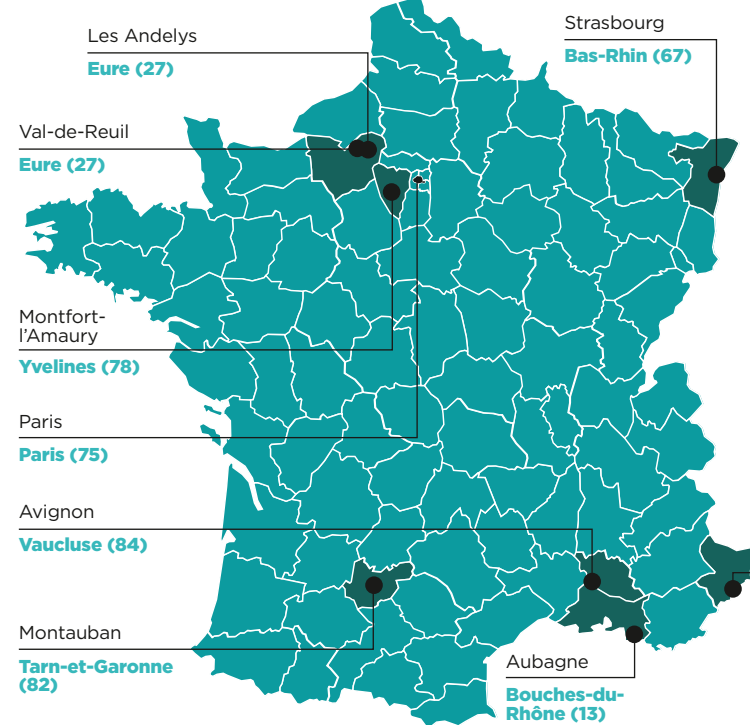 Les Andelys
Eure (27)
Strasbourg
Bas-Rhin (67)
Val-de-Reuil
Eure (27)
Montfort-
l'Amaury
Yvelines (78)
Paris
Paris (75)
Avignon
Vaucluse (84)
Montauban
Tarn-et-Garonne
(82)
Aubagne
Bouches-du-
Rhône (13)